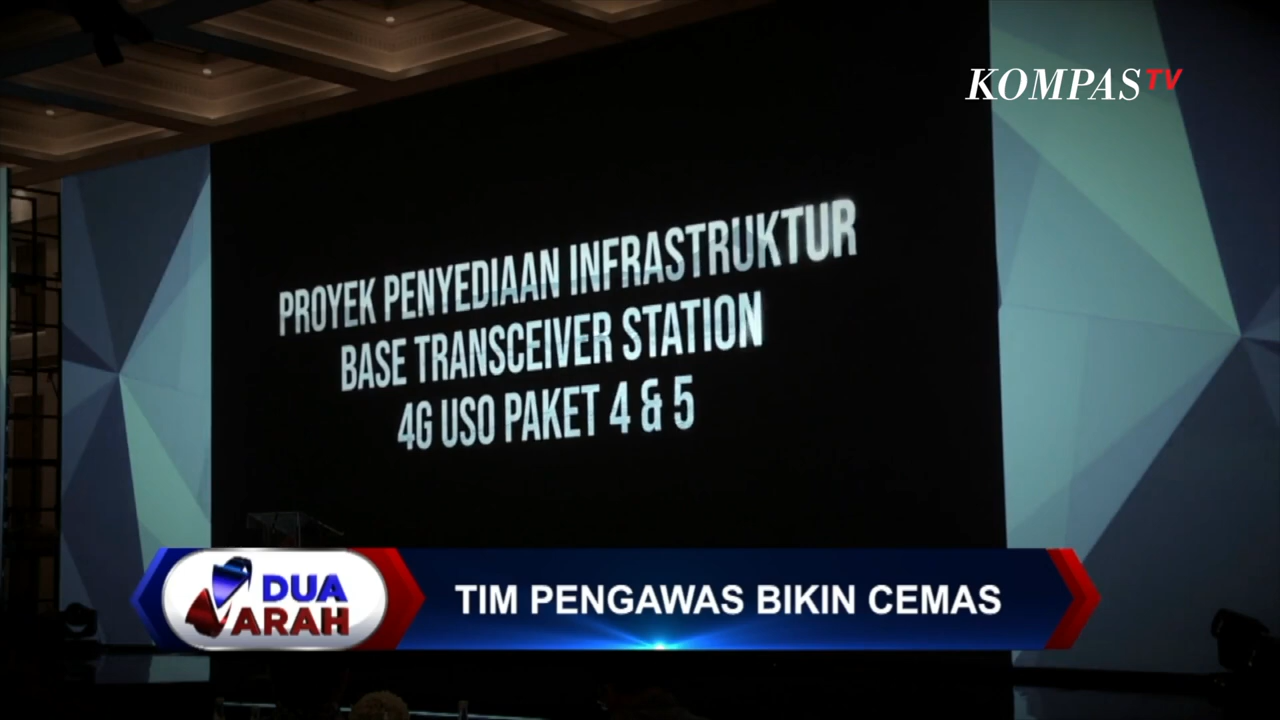 KOMPASTV
PROYEK PENYEDIAAN INFRASTRUKTUR
BASE TRANSCEIVER STATION
4G USO PAKET 4 & 5
DUA
ARAH
TIM PENGAWAS BIKIN CEMAS